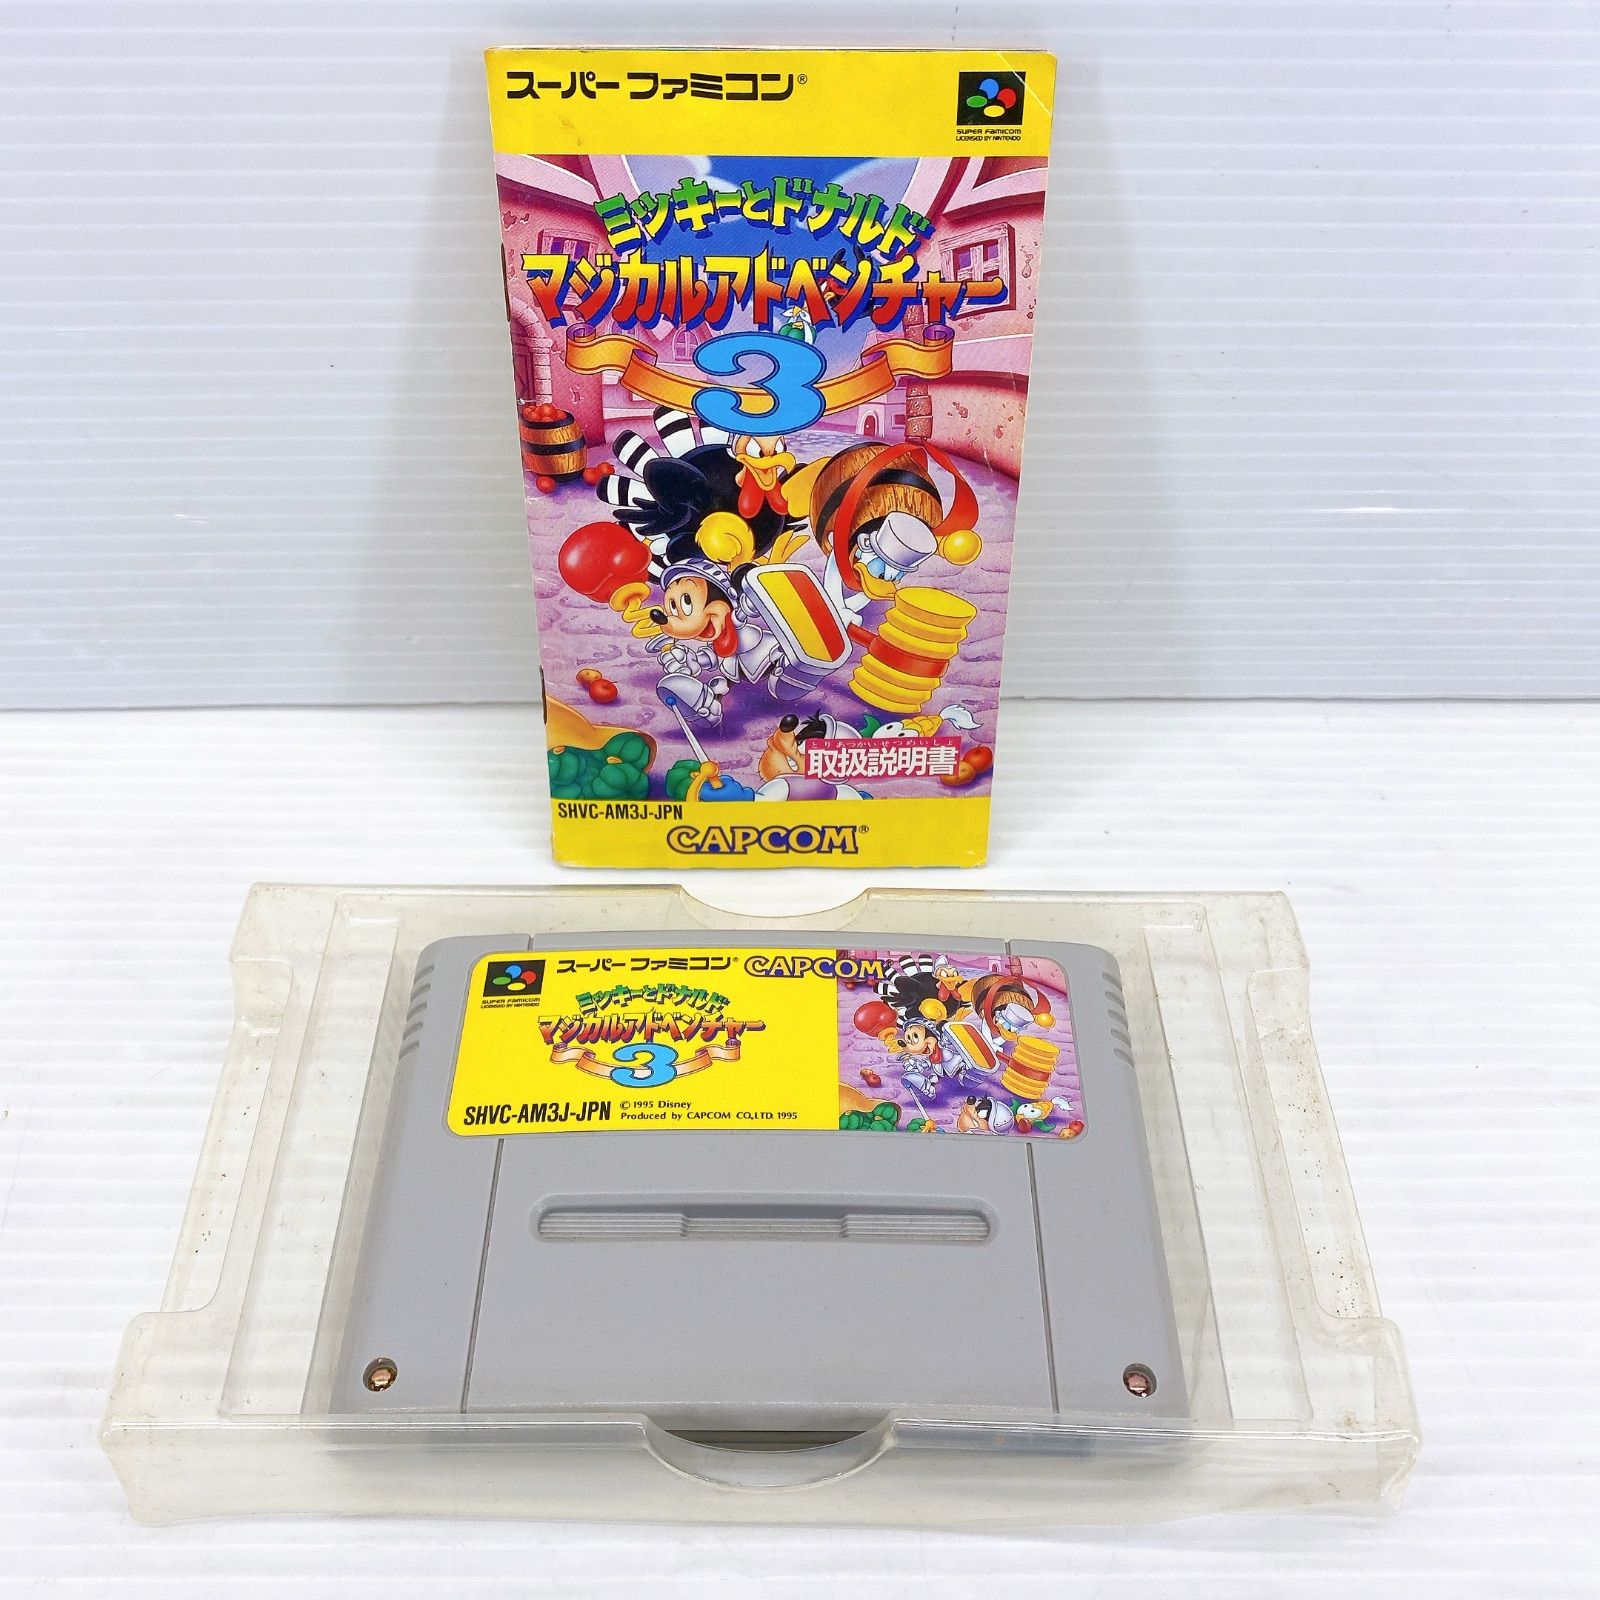 スーパーファミコン®
SUPER FAMICOM
LICENSED BY NINTENDO
ミッキーとドナルド
マジカルアドベンチャー
3
とりあつかいせつめいしょ
取扱説明書
SHVC-AM3J-JPN
CAPCOM®
スーパーファミコン® CAPCOM
SUPER FAMICOM
LICENSED BY NINTENDO
ミッキーとドナルド
マジカルアドベンチャー
3
SHVC-AM3J-JPN
© 1995 Disney
Produced by CAPCOM CO., LTD. 1995